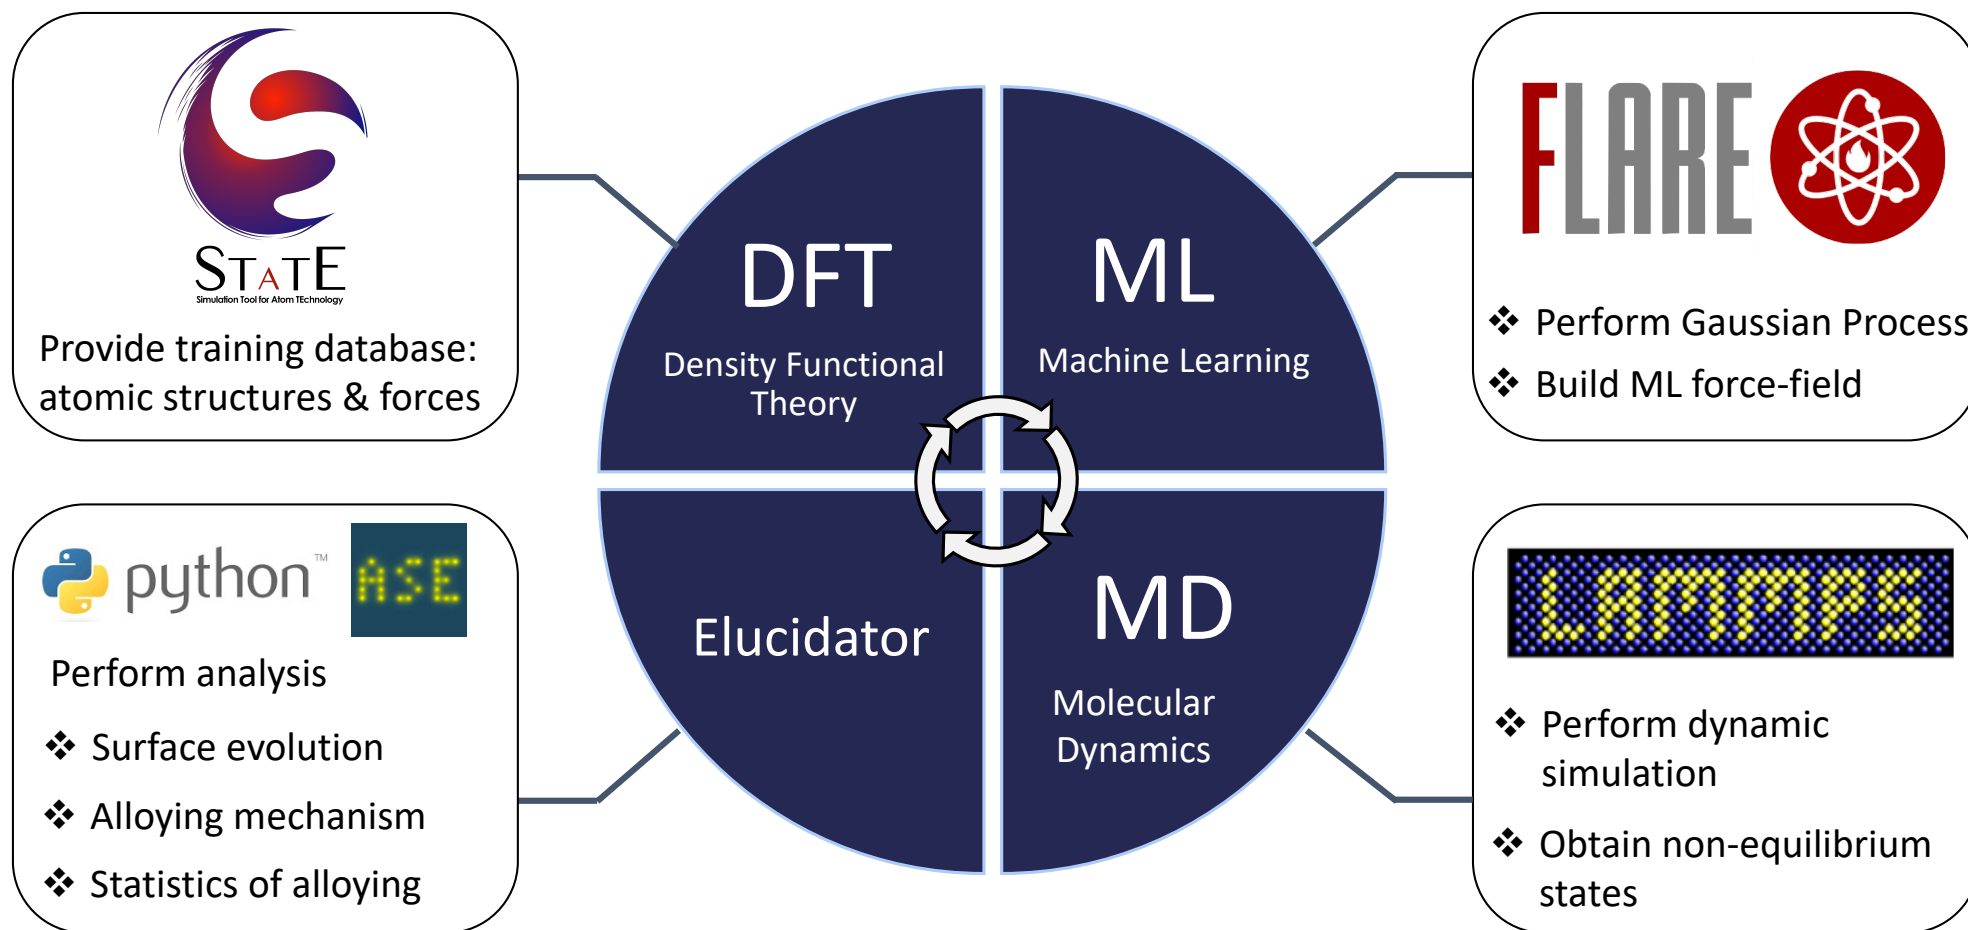 STATE
Simulation Tool for Atom TEchnology
Provide training database:
atomic structures & forces
DFT
Density Functional
Theory
ML
Machine Learning
FLARE
❖ Perform Gaussian Process
❖ Build ML force-field
python™
ASE
Perform analysis
❖ Surface evolution
❖ Alloying mechanism
❖ Statistics of alloying
Elucidator
MD
Molecular
Dynamics
LAMMPS
❖ Perform dynamic
simulation
❖ Obtain non-equilibrium
states